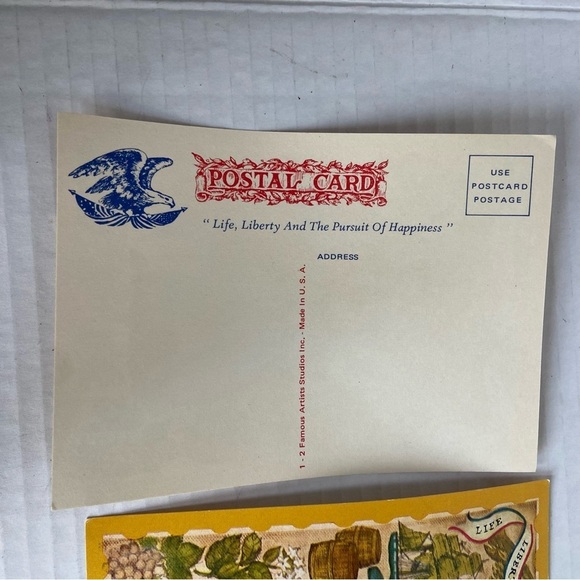 POSTAL CARD
USE
POSTCARD
POSTAGE
" Life, Liberty And The Pursuit Of Happiness "
ADDRESS
1 - 2 Famous Artists Studios Inc. - Made In U. S. A.
LIFE
LIBER